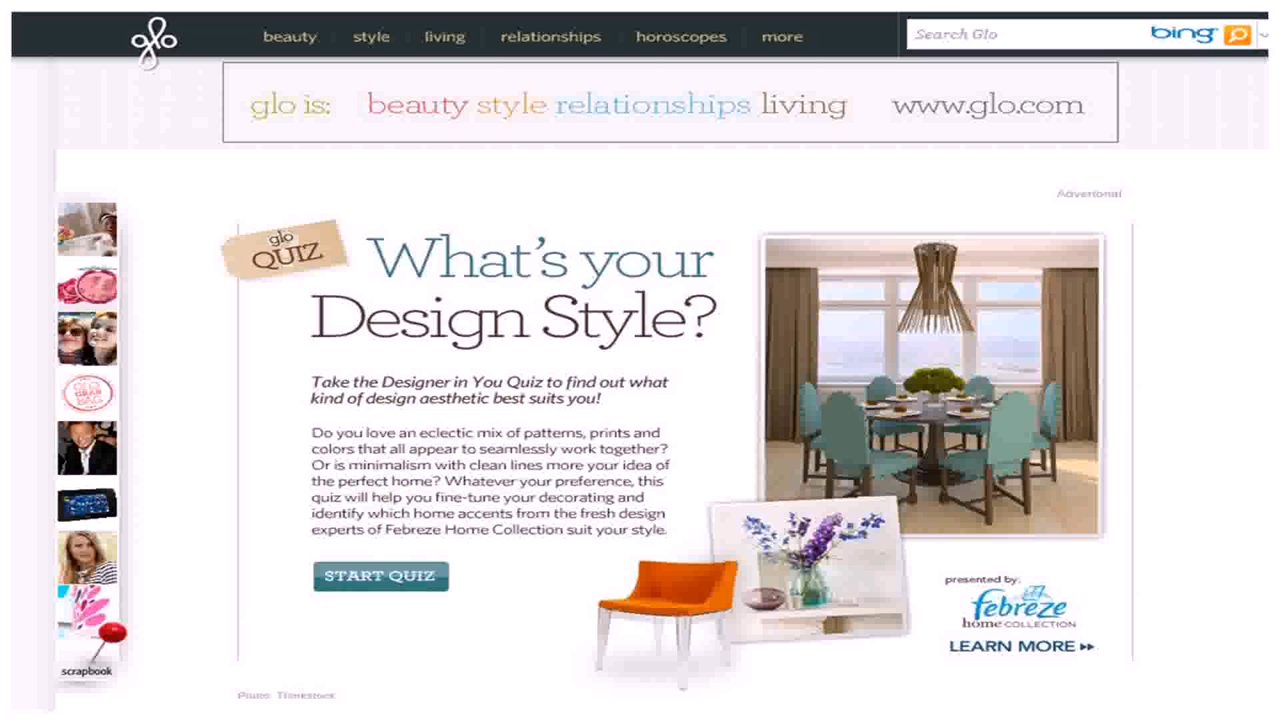 glo
beauty style living relationships horoscopes more
Search Glo
bing
glo is: beauty style relationships living www.glo.com
Advertorial
glo
QUIZ
What's your
Design Style?
Take the Designer in You Quiz to find out what
kind of design aesthetic best suits you!
Do you love an eclectic mix of patterns, prints and
colors that all appear to seamlessly work together?
Or is minimalism with clean lines more your idea of
the perfect home? Whatever your preference, this
quiz will help you fine-tune your decorating and
identify which home accents from the fresh design
experts of Febreze Home Collection suit your style.
START QUIZ
GLO
GRAB
BAG
scrapbook
presented by:
febreze
home COLLECTION
LEARN MORE
Photo: Thinkstock